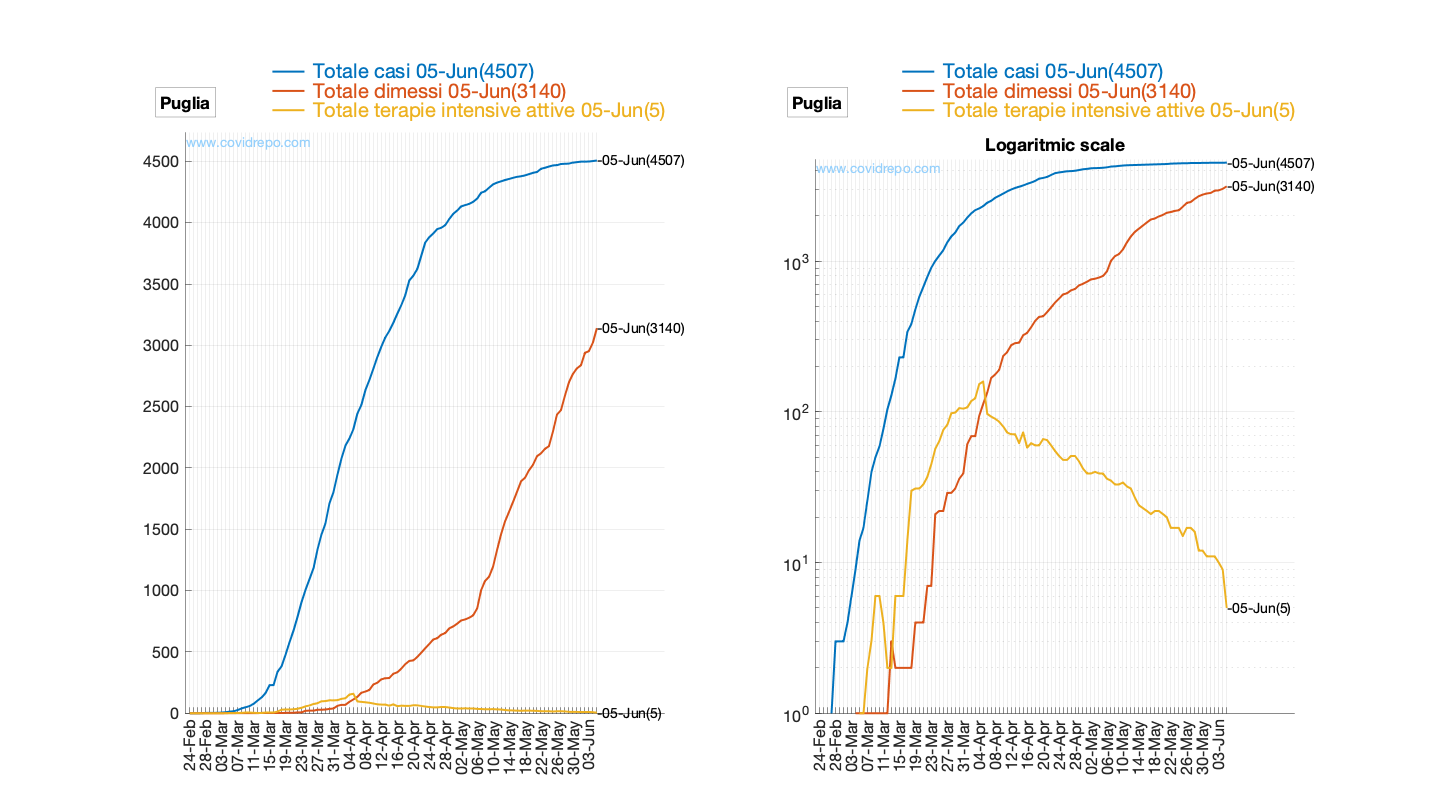 Totale casi 05-Jun(4507)
Totale dimessi 05-Jun(3140)
Totale terapie intensive attive 05-Jun(5)
Puglia
www.covidrepo.com
4500
4000
3500
3000
2500
2000
1500
1000
500
0
-05-Jun(4507)
-05-Jun(3140)
-05-Jun(5)
24-Feb
28-Feb
03-Mar
07-Mar
11-Mar
15-Mar
19-Mar
23-Mar
27-Mar
31-Mar
04-Apr
08-Apr
12-Apr
16-Apr
20-Apr
24-Apr
28-Apr
02-May
06-May
10-May
14-May
18-May
22-May
26-May
30-May
03-Jun
Totale casi 05-Jun(4507)
Totale dimessi 05-Jun(3140)
Totale terapie intensive attive 05-Jun(5)
Puglia
Logaritmic scale
www.covidrepo.com
10^3
10^2
10^1
10^0
-05-Jun(4507)
-05-Jun(3140)
-05-Jun(5)
24-Feb
28-Feb
03-Mar
07-Mar
11-Mar
15-Mar
19-Mar
23-Mar
27-Mar
31-Mar
04-Apr
08-Apr
12-Apr
16-Apr
20-Apr
24-Apr
28-Apr
02-May
06-May
10-May
14-May
18-May
22-May
26-May
30-May
03-Jun